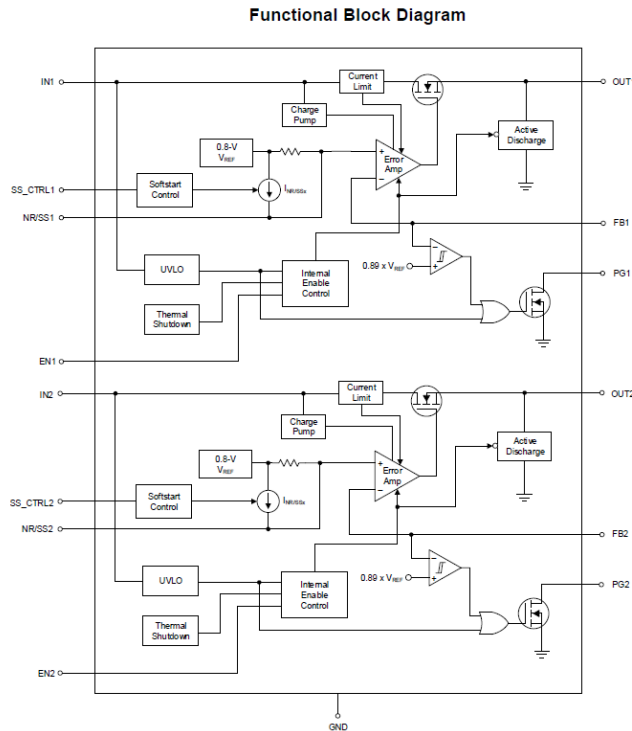 Functional Block Diagram
IN1
Current
Limit
OUT1
Charge
Pump
Active
Discharge
0.8-V
VREF
+
Error
Amp
−
SS_CTRL1
Softstart
Control
INR/SSx
NR/SS1
FB1
−
0.89 x VREF
+
PG1
UVLO
Internal
Enable
Control
Thermal
Shutdown
EN1
IN2
Current
Limit
OUT2
Charge
Pump
Active
Discharge
0.8-V
VREF
+
Error
Amp
−
SS_CTRL2
Softstart
Control
INR/SSx
NR/SS2
FB2
−
0.89 x VREF
+
PG2
UVLO
Internal
Enable
Control
Thermal
Shutdown
EN2
GND